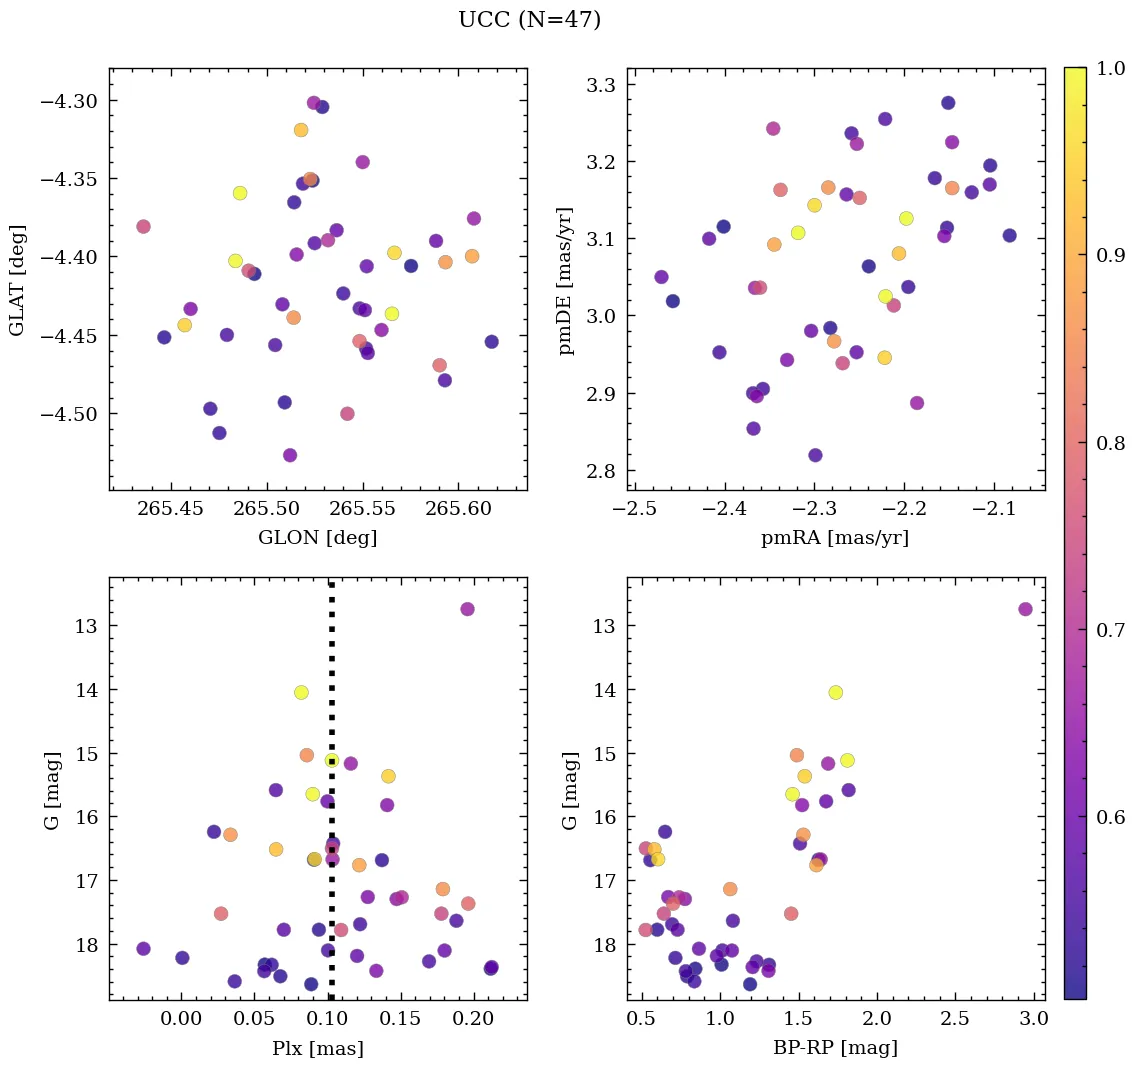 UCC (N=47)
−4.30
−4.35
−4.40
−4.45
−4.50
GLAT [deg]
265.45 265.50 265.55 265.60
GLON [deg]
3.3
3.2
3.1
3.0
2.9
2.8
pmDE [mas/yr]
−2.5 −2.4 −2.3 −2.2 −2.1
pmRA [mas/yr]
13
14
15
16
17
18
G [mag]
0.00 0.05 0.10 0.15 0.20
Plx [mas]
13
14
15
16
17
18
G [mag]
0.5 1.0 1.5 2.0 2.5 3.0
BP-RP [mag]
1.0
0.9
0.8
0.7
0.6